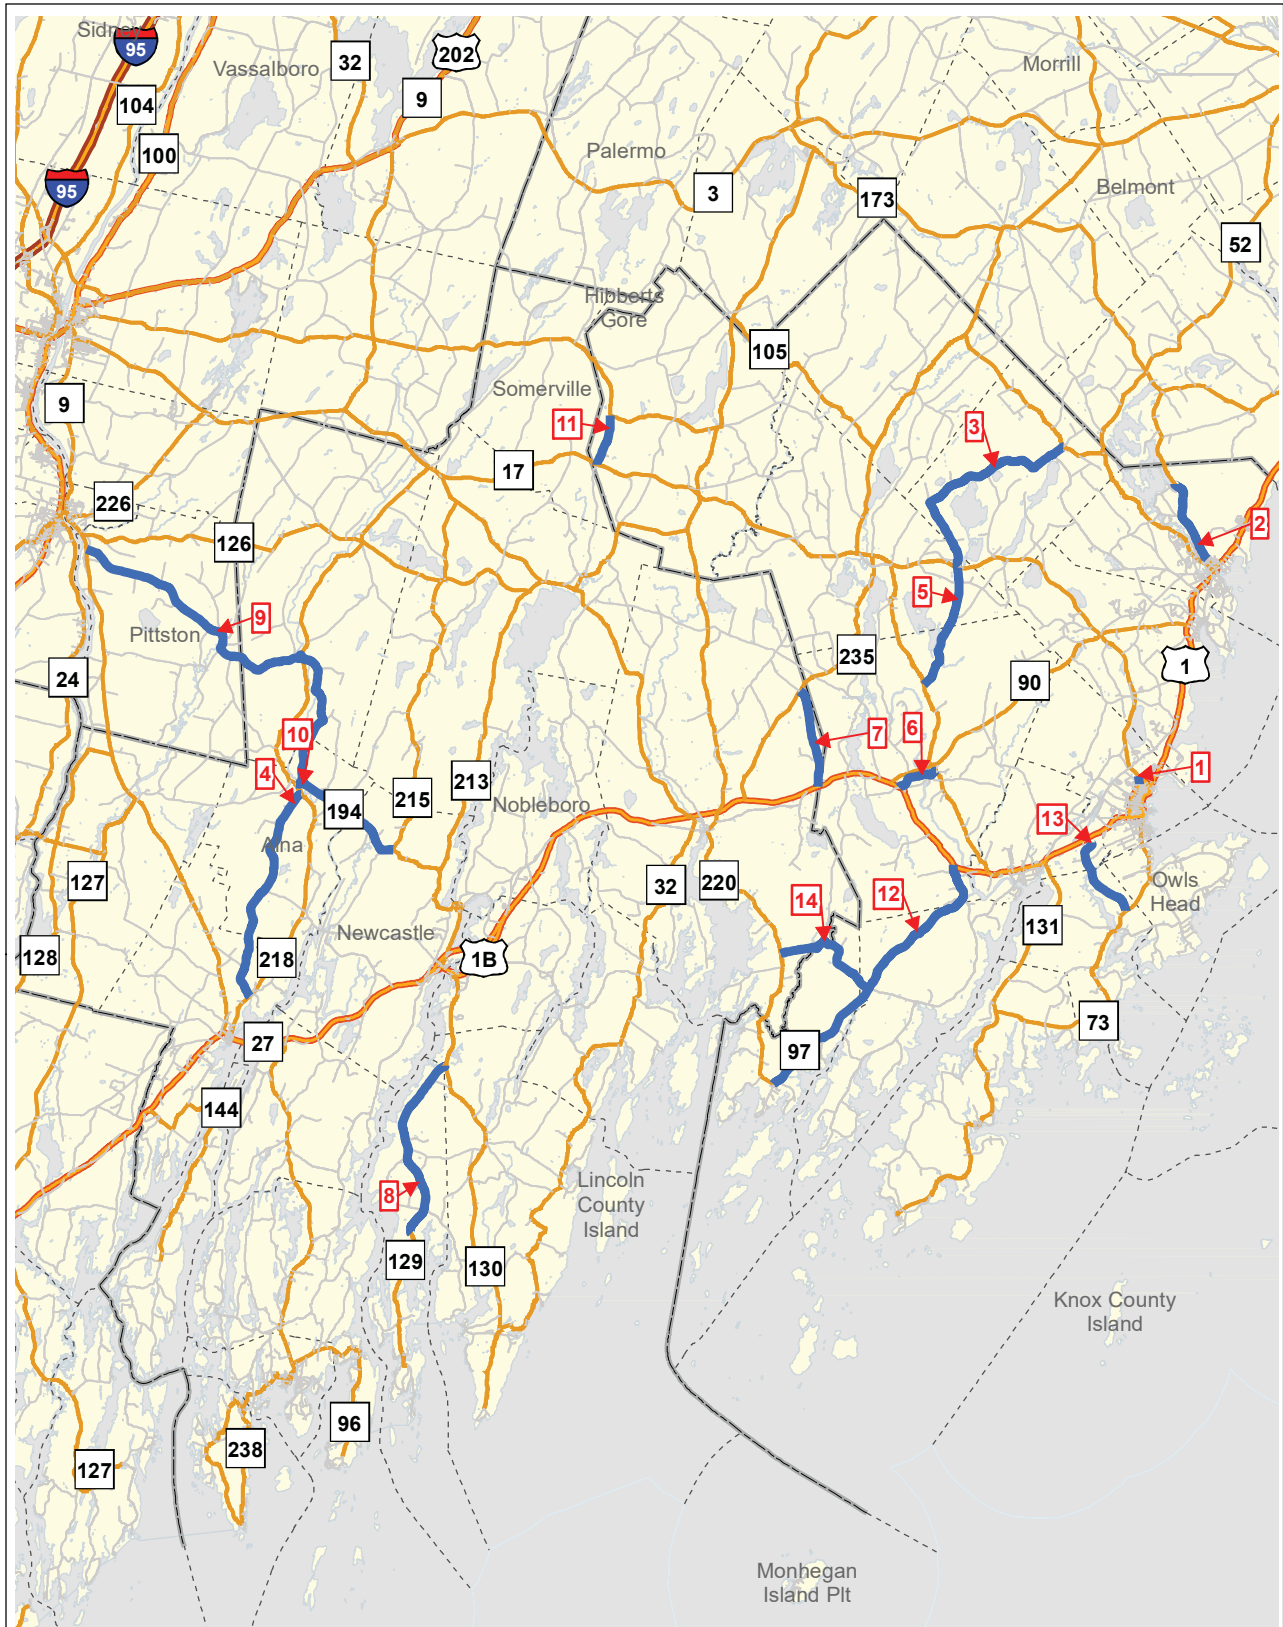 Sidney
95
Vassalboro
32
202
9
Morrill
104
100
Palermo
3
95
173
Belmont
52
Hibberts
Gore
105
Somerville
9
11
3
17
226
126
2
9
5
Pittston
24
235
90
1
10
7
6
4
194
215
213
Nobleboro
1
13
Alna
127
32
220
Owls
Head
14
12
131
128
218
Newcastle
1B
27
97
73
144
8
Lincoln
County
Island
129
130
Knox County
Island
96
238
127
Monhegan
Island Plt